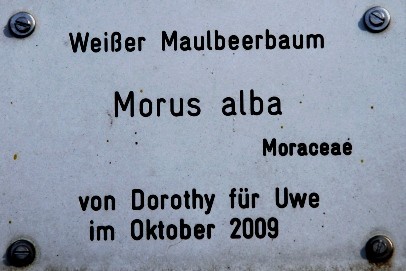 Weißer Maulbeerbaum
Morus alba
Moraceae
von Dorothy für Uwe
im Oktober 2009